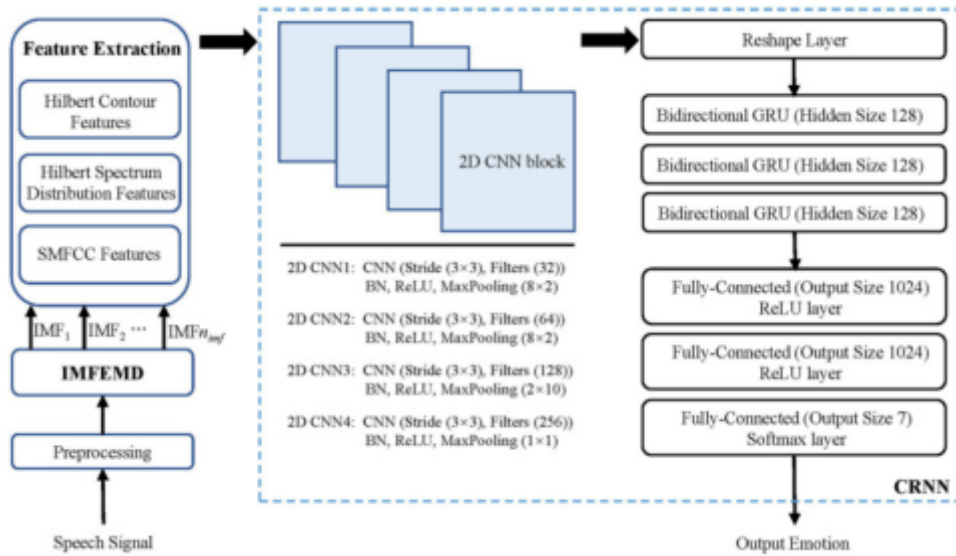 Feature Extraction
Hilbert Contour
Features
Hilbert Spectrum
Distribution Features
SMFCC Features
IMF₁ IMF₂ ... IMFn_imf
IMFEMD
Preprocessing
Speech Signal
2D CNN block
2D CNN1: CNN (Stride (3×3), Filters (32))
BN, ReLU, MaxPooling (8×2)
2D CNN2: CNN (Stride (3×3), Filters (64))
BN, ReLU, MaxPooling (8×2)
2D CNN3: CNN (Stride (3×3), Filters (128))
BN, ReLU, MaxPooling (2×10)
2D CNN4: CNN (Stride (3×3), Filters (256))
BN, ReLU, MaxPooling (1×1)
Reshape Layer
Bidirectional GRU (Hidden Size 128)
Bidirectional GRU (Hidden Size 128)
Bidirectional GRU (Hidden Size 128)
Fully-Connected (Output Size 1024)
ReLU layer
Fully-Connected (Output Size 1024)
ReLU layer
Fully-Connected (Output Size 7)
Softmax layer
CRNN
Output Emotion